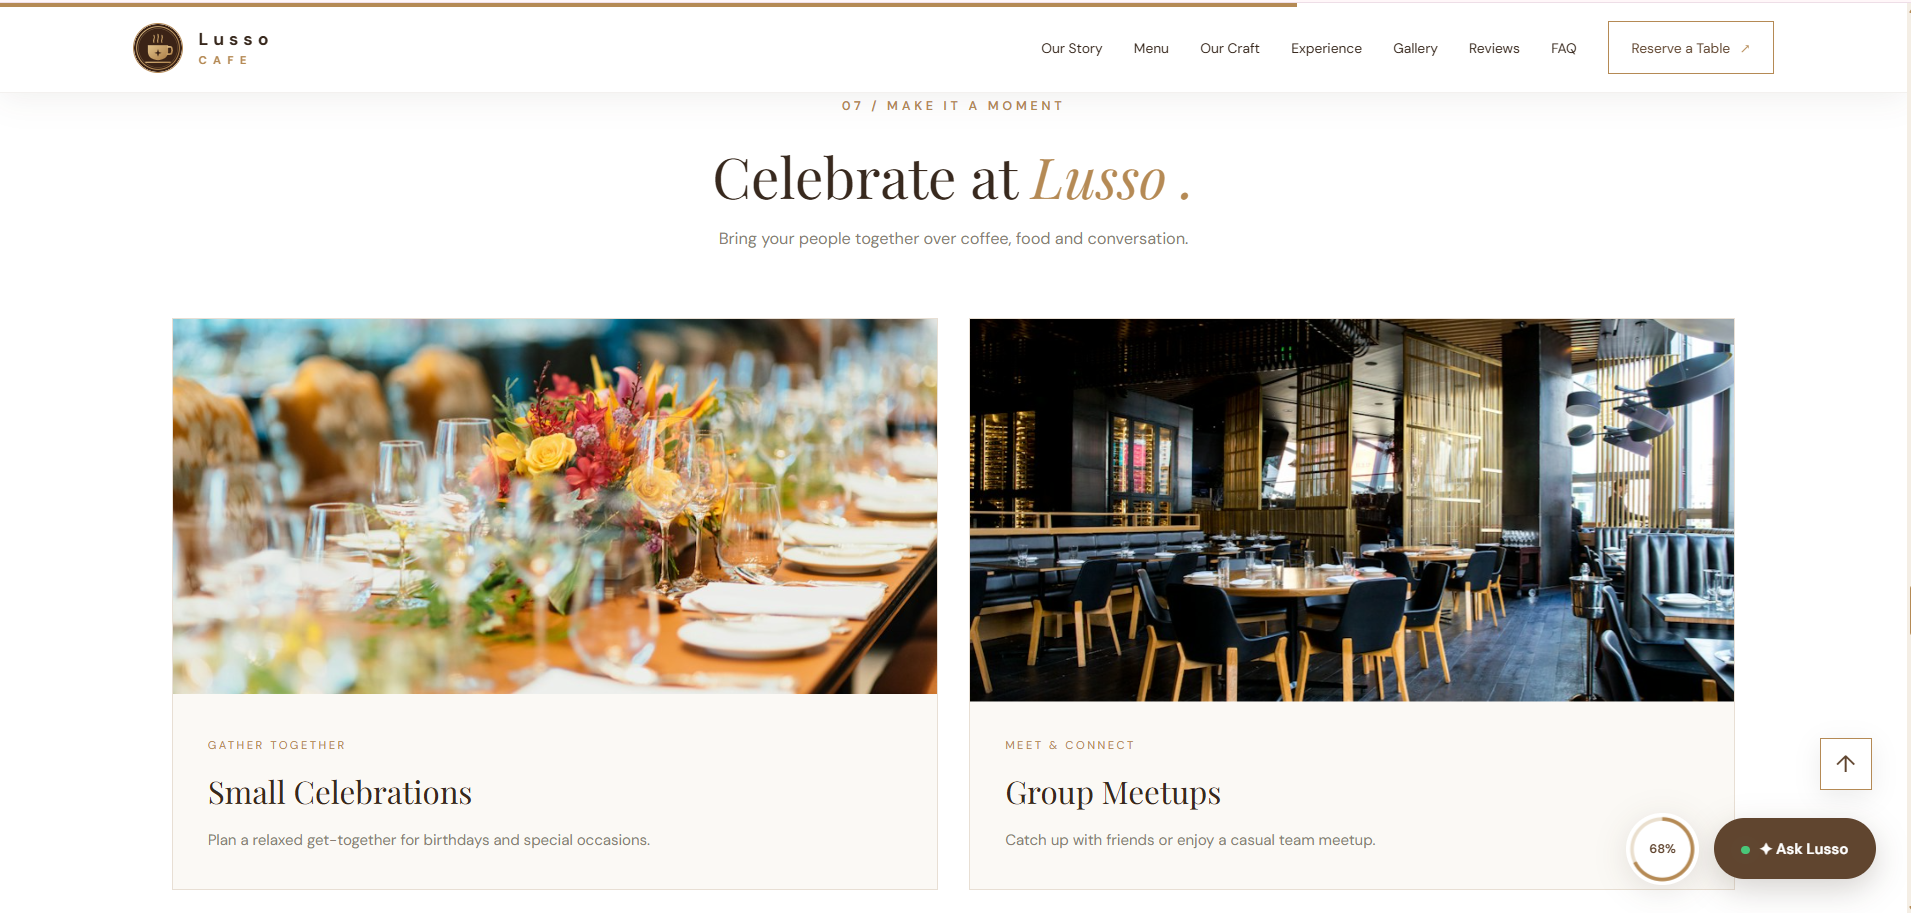 Lusso
CAFE
Our Story
Menu
Our Craft
Experience
Gallery
Reviews
FAQ
Reserve a Table ↗
07 / MAKE IT A MOMENT
Celebrate at Lusso .
Bring your people together over coffee, food and conversation.
GATHER TOGETHER
Small Celebrations
Plan a relaxed get-together for birthdays and special occasions.
MEET & CONNECT
Group Meetups
Catch up with friends or enjoy a casual team meetup.
68%
✦ Ask Lusso